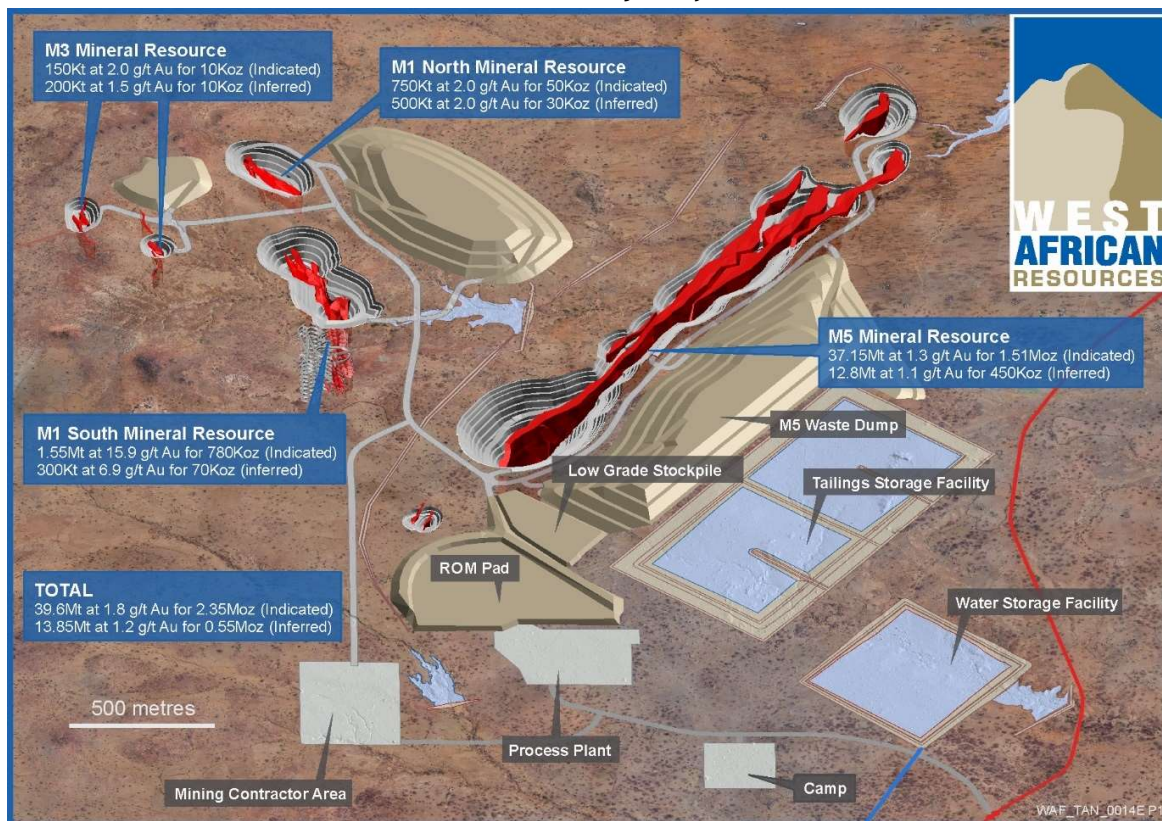 M3 Mineral Resource
150Kt at 2.0 g/t Au for 10Koz (Indicated)
200Kt at 1.5 g/t Au for 10Koz (Inferred)
M1 North Mineral Resource
750Kt at 2.0 g/t Au for 50Koz (Indicated)
500Kt at 2.0 g/t Au for 30Koz (Inferred)
WEST
AFRICAN
RESOURCES
M5 Mineral Resource
37.15Mt at 1.3 g/t Au for 1.51Moz (Indicated)
12.8Mt at 1.1 g/t Au for 450Koz (Inferred)
M1 South Mineral Resource
1.55Mt at 15.9 g/t Au for 780Koz (Indicated)
300Kt at 6.9 g/t Au for 70Koz (inferred)
M5 Waste Dump
Low Grade Stockpile
Tailings Storage Facility
ROM Pad
TOTAL
39.6Mt at 1.8 g/t Au for 2.35Moz (Indicated)
13.85Mt at 1.2 g/t Au for 0.55Moz (Inferred)
Water Storage Facility
500 metres
Process Plant
Mining Contractor Area
Camp
WAF_TAN_0014E P1